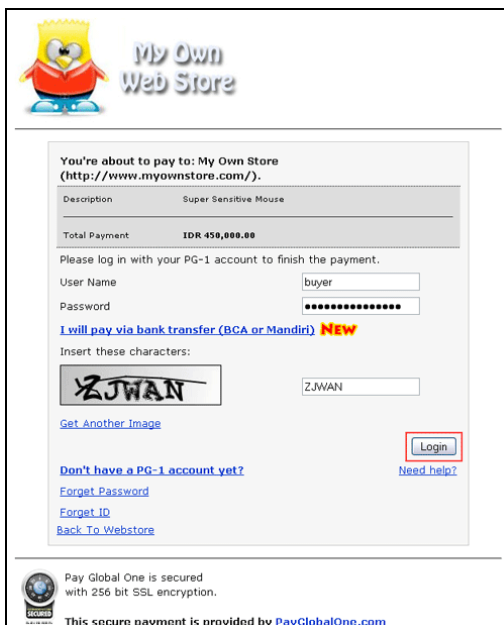 My Own
Web Store
You're about to pay to: My Own Store
(http://www.myownstore.com/).
Description Super Sensitive Mouse
Total Payment IDR 450,000.00
Please log in with your PG-1 account to finish the payment.
User Name buyer
Password •••••••••••••••
I will pay via bank transfer (BCA or Mandiri) NEW
Insert these characters:
ZJWAN ZJWAN
Get Another Image
Login
Don't have a PG-1 account yet? Need help?
Forget Password
Forget ID
Back To Webstore
Pay Global One is secured
with 256 bit SSL encryption.
SECURED
This secure payment is provided by PayGlobalOne.com